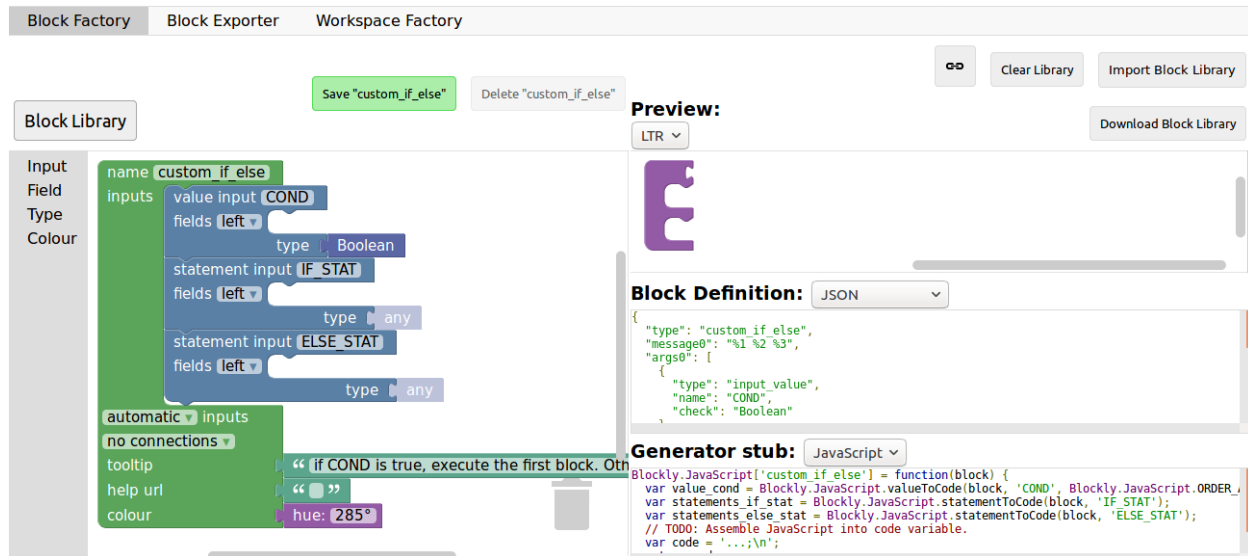 Block Factory Block Exporter Workspace Factory
Clear Library Import Block Library
Save "custom_if_else" Delete "custom_if_else"
Block Library
Preview:
Download Block Library
LTR
Input
Field
Type
Colour
name custom_if_else
inputs value input COND
fields left
type Boolean
statement input IF_STAT
fields left
type any
statement input ELSE_STAT
fields left
type any
automatic inputs
no connections
tooltip “ if COND is true, execute the first block. Oth
help url “ ”
colour hue: 285°
Block Definition: JSON
{
"type": "custom_if_else",
"message0": "%1 %2 %3",
"args0": [
{
"type": "input_value",
"name": "COND",
"check": "Boolean"
Generator stub: JavaScript
Blockly.JavaScript['custom_if_else'] = function(block) {
var value_cond = Blockly.JavaScript.valueToCode(block, 'COND', Blockly.JavaScript.ORDER_A
var statements_if_stat = Blockly.JavaScript.statementToCode(block, 'IF_STAT');
var statements_else_stat = Blockly.JavaScript.statementToCode(block, 'ELSE_STAT');
// TODO: Assemble JavaScript into code variable.
var code = '...;\n';